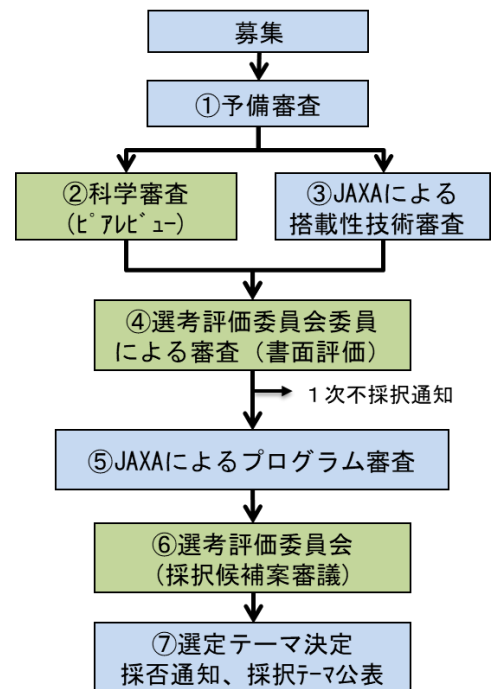 募集
①予備審査
②科学審査
(ﾋﾟｱﾚﾋﾞｭｰ)
③JAXAによる
搭載性技術審査
④選考評価委員会委員
による審査（書面評価）
１次不採択通知
⑤JAXAによるプログラム審査
⑥選考評価委員会
(採択候補案審議)
⑦選定テーマ決定
採否通知、採択ﾃｰﾏ公表